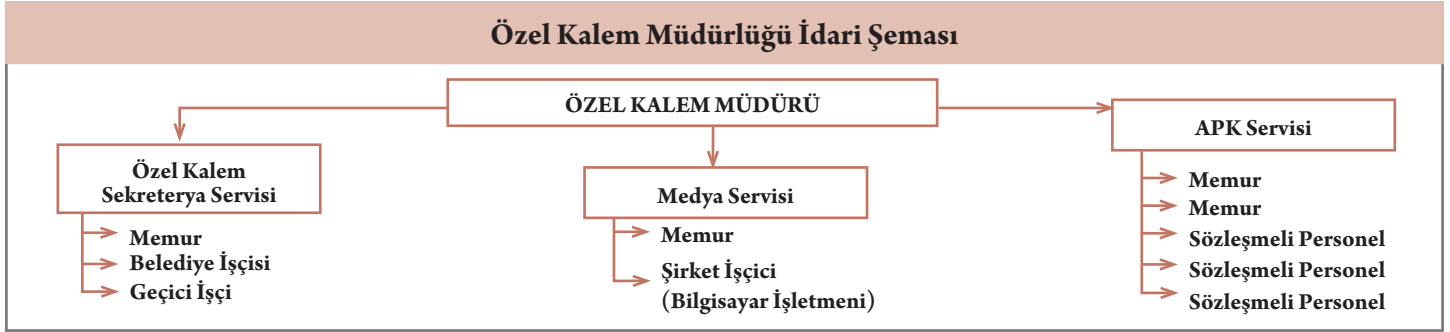 Özel Kalem Müdürlüğü İdari Şeması
ÖZEL KALEM MÜDÜRÜ
Özel Kalem
Sekreterya Servisi
Memur
Belediye İşçisi
Geçici İşçi
Medya Servisi
Memur
Şirket İşçici
(Bilgisayar İşletmeni)
APK Servisi
Memur
Memur
Sözleşmeli Personel
Sözleşmeli Personel
Sözleşmeli Personel